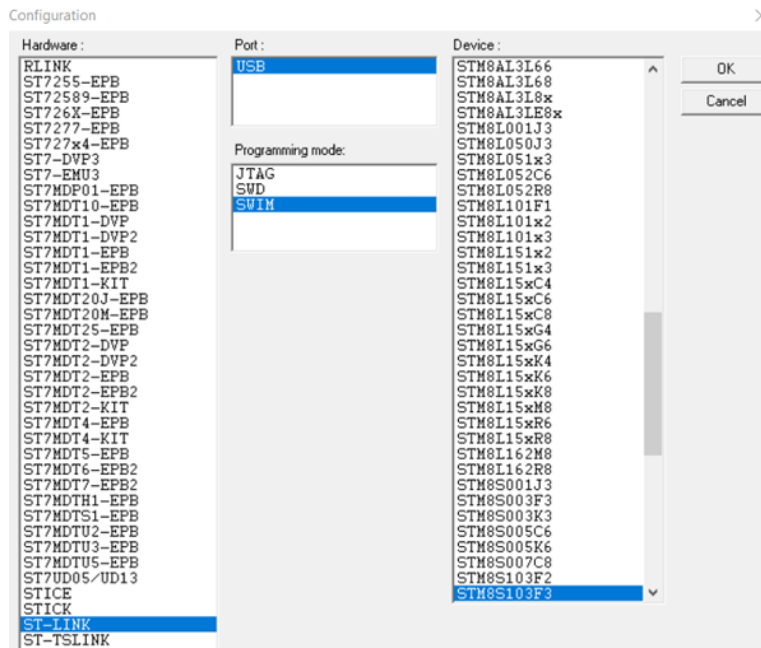 Configuration
Hardware :
RLINK
ST7255-EPB
ST72589-EPB
ST726X-EPB
ST7277-EPB
ST727x4-EPB
ST7-DVP3
ST7-EMU3
ST7MDP01-EPB
ST7MDT10-EPB
ST7MDT1-DVP
ST7MDT1-DVP2
ST7MDT1-EPB
ST7MDT1-EPB2
ST7MDT1-KIT
ST7MDT20J-EPB
ST7MDT20M-EPB
ST7MDT25-EPB
ST7MDT2-DVP
ST7MDT2-DVP2
ST7MDT2-EPB
ST7MDT2-EPB2
ST7MDT2-KIT
ST7MDT4-EPB
ST7MDT4-KIT
ST7MDT5-EPB
ST7MDT6-EPB2
ST7MDT7-EPB2
ST7MDTH1-EPB
ST7MDTS1-EPB
ST7MDTU2-EPB
ST7MDTU3-EPB
ST7MDTU5-EPB
ST7UD05/UD13
STICE
STICK
ST-LINK
ST-TSLINK
Port :
USB
Programming mode:
JTAG
SWD
SWIM
Device :
STM8AL3L66
STM8AL3L68
STM8AL3L8x
STM8AL3LE8x
STM8L001J3
STM8L050J3
STM8L051x3
STM8L052C6
STM8L052R8
STM8L101F1
STM8L101x2
STM8L101x3
STM8L151x2
STM8L151x3
STM8L15xC4
STM8L15xC6
STM8L15xC8
STM8L15xG4
STM8L15xG6
STM8L15xK4
STM8L15xK6
STM8L15xK8
STM8L15xM8
STM8L15xR6
STM8L15xR8
STM8L162M8
STM8L162R8
STM8S001J3
STM8S003F3
STM8S003K3
STM8S005C6
STM8S005K6
STM8S007C8
STM8S103F2
STM8S103F3
OK
Cancel